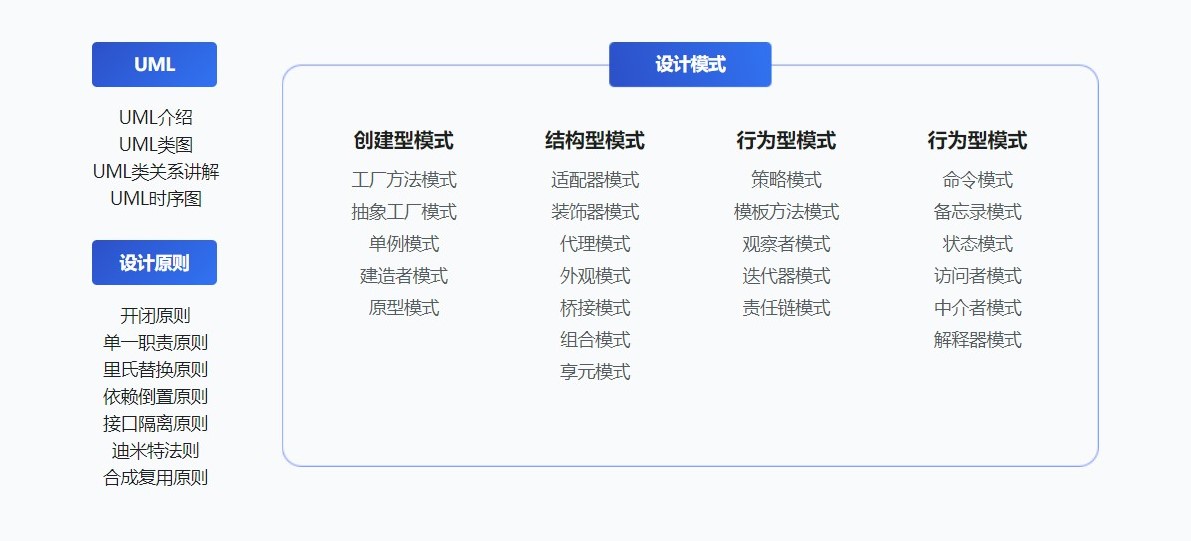 UML
UML介绍
UML类图
UML类关系讲解
UML时序图
设计原则
开闭原则
单一职责原则
里氏替换原则
依赖倒置原则
接口隔离原则
迪米特法则
合成复用原则
设计模式
创建型模式
工厂方法模式
抽象工厂模式
单例模式
建造者模式
原型模式
结构型模式
适配器模式
装饰器模式
代理模式
外观模式
桥接模式
组合模式
享元模式
行为型模式
策略模式
模板方法模式
观察者模式
迭代器模式
责任链模式
行为型模式
命令模式
备忘录模式
状态模式
访问者模式
中介者模式
解释器模式